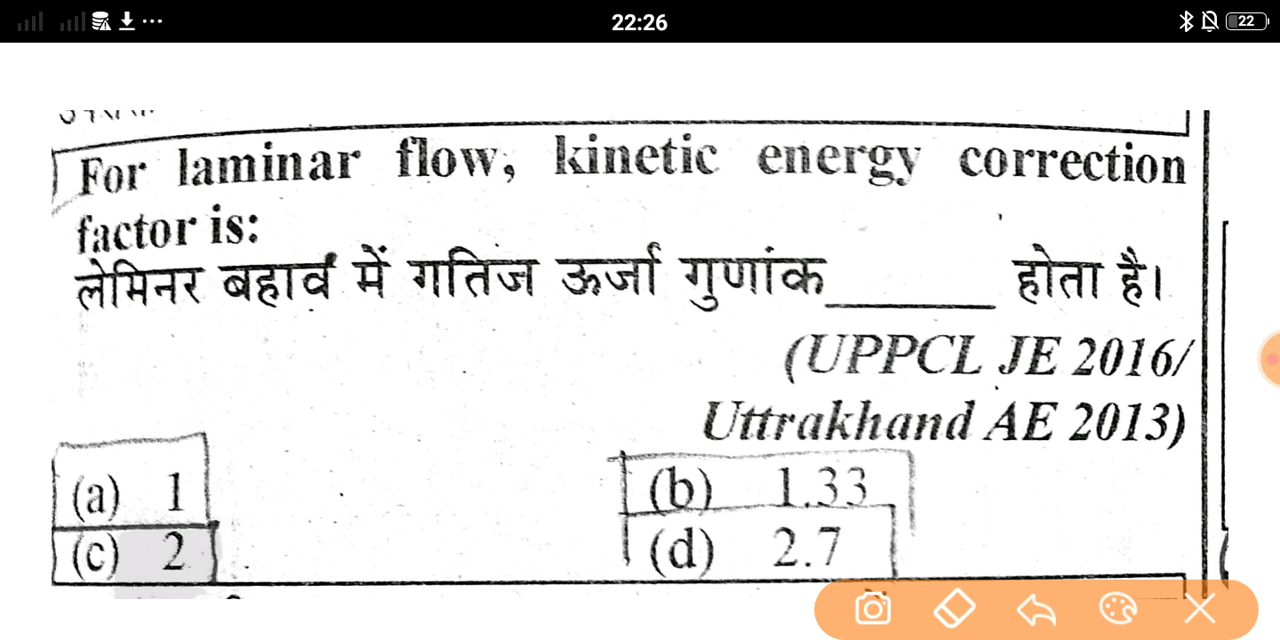 22:26
22
For laminar flow, kinetic energy correction
factor is:
लेमिनर बहाव में गतिज ऊर्जा गुणांक______ होता है।
(UPPCL JE 2016/
Uttrakhand AE 2013)
(a) 1
(b) 1.33
(c) 2
(d) 2.7